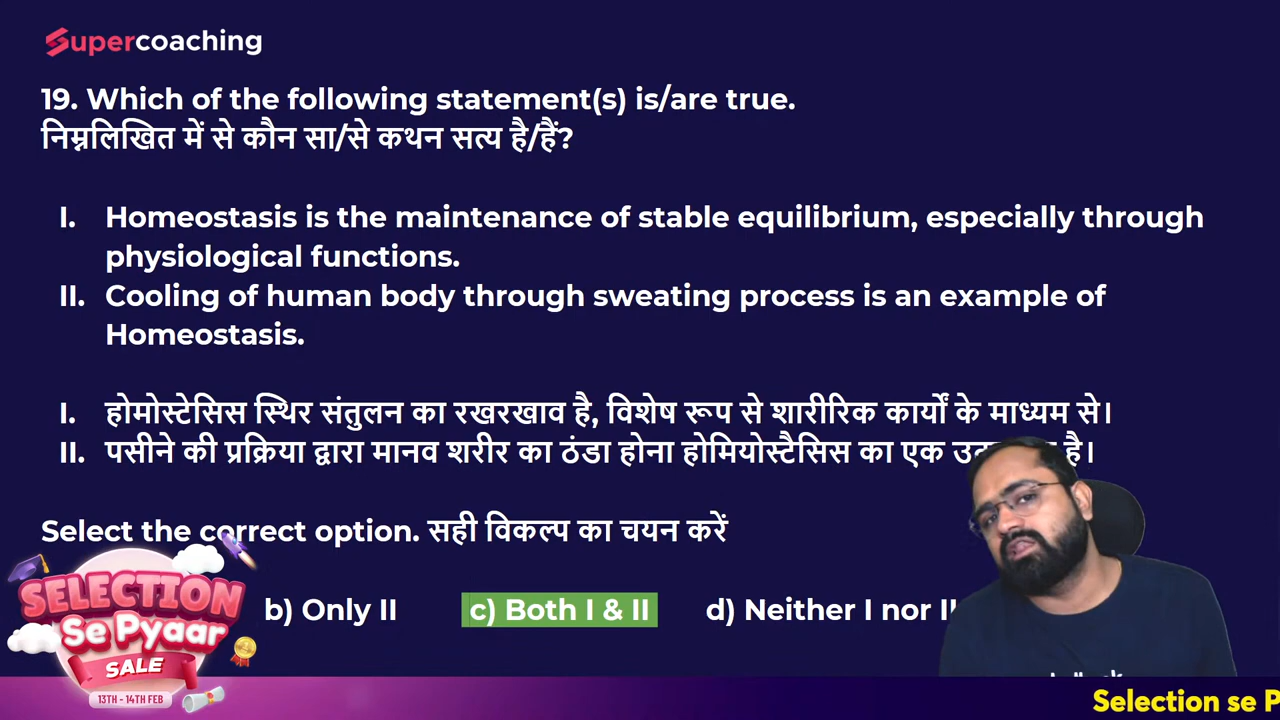 Supercoaching
19. Which of the following statement(s) is/are true.
निम्नलिखित में से कौन सा/से कथन सत्य है/हैं?
I. Homeostasis is the maintenance of stable equilibrium, especially through
physiological functions.
II. Cooling of human body through sweating process is an example of
Homeostasis.
I. होमोस्टेसिस स्थिर संतुलन का रखरखाव है, विशेष रूप से शारीरिक कार्यों के माध्यम से।
II. पसीने की प्रक्रिया द्वारा मानव शरीर का ठंडा होना होमियोस्टैसिस का एक है।
Select the correct option. सही विकल्प का चयन करें
b) Only II c) Both I & II d) Neither I nor II
SELECTION
Se Pyaar
SALE
13TH - 14TH FEB
Selection se